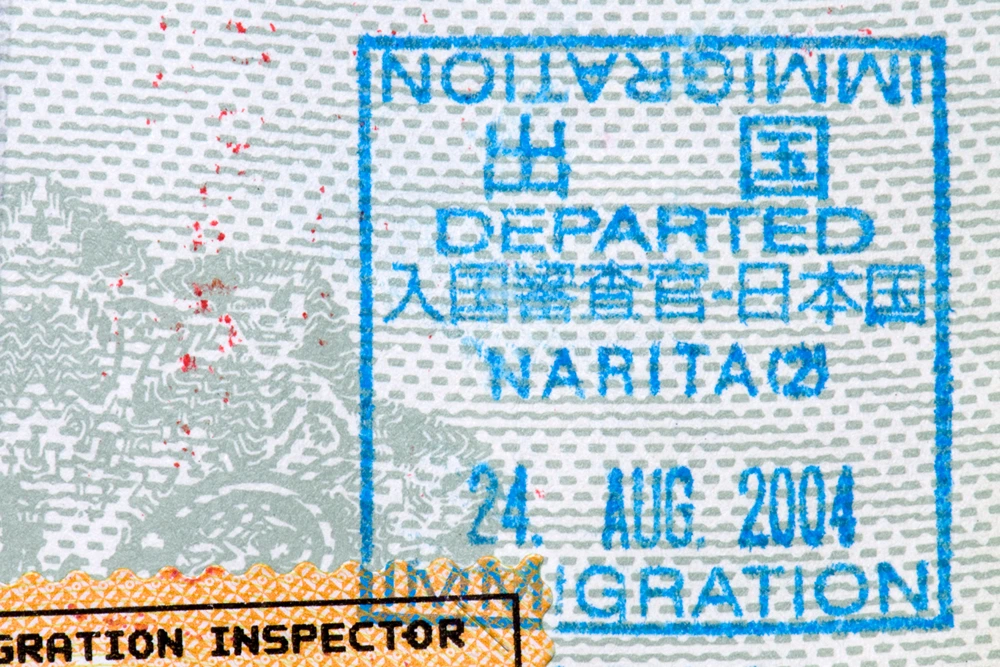 IMMIGRATION
出国
DEPARTED
入国審査官-日本国
NARITA(2)
24. AUG. 2004
IMMIGRATION
GRATION INSPECTOR